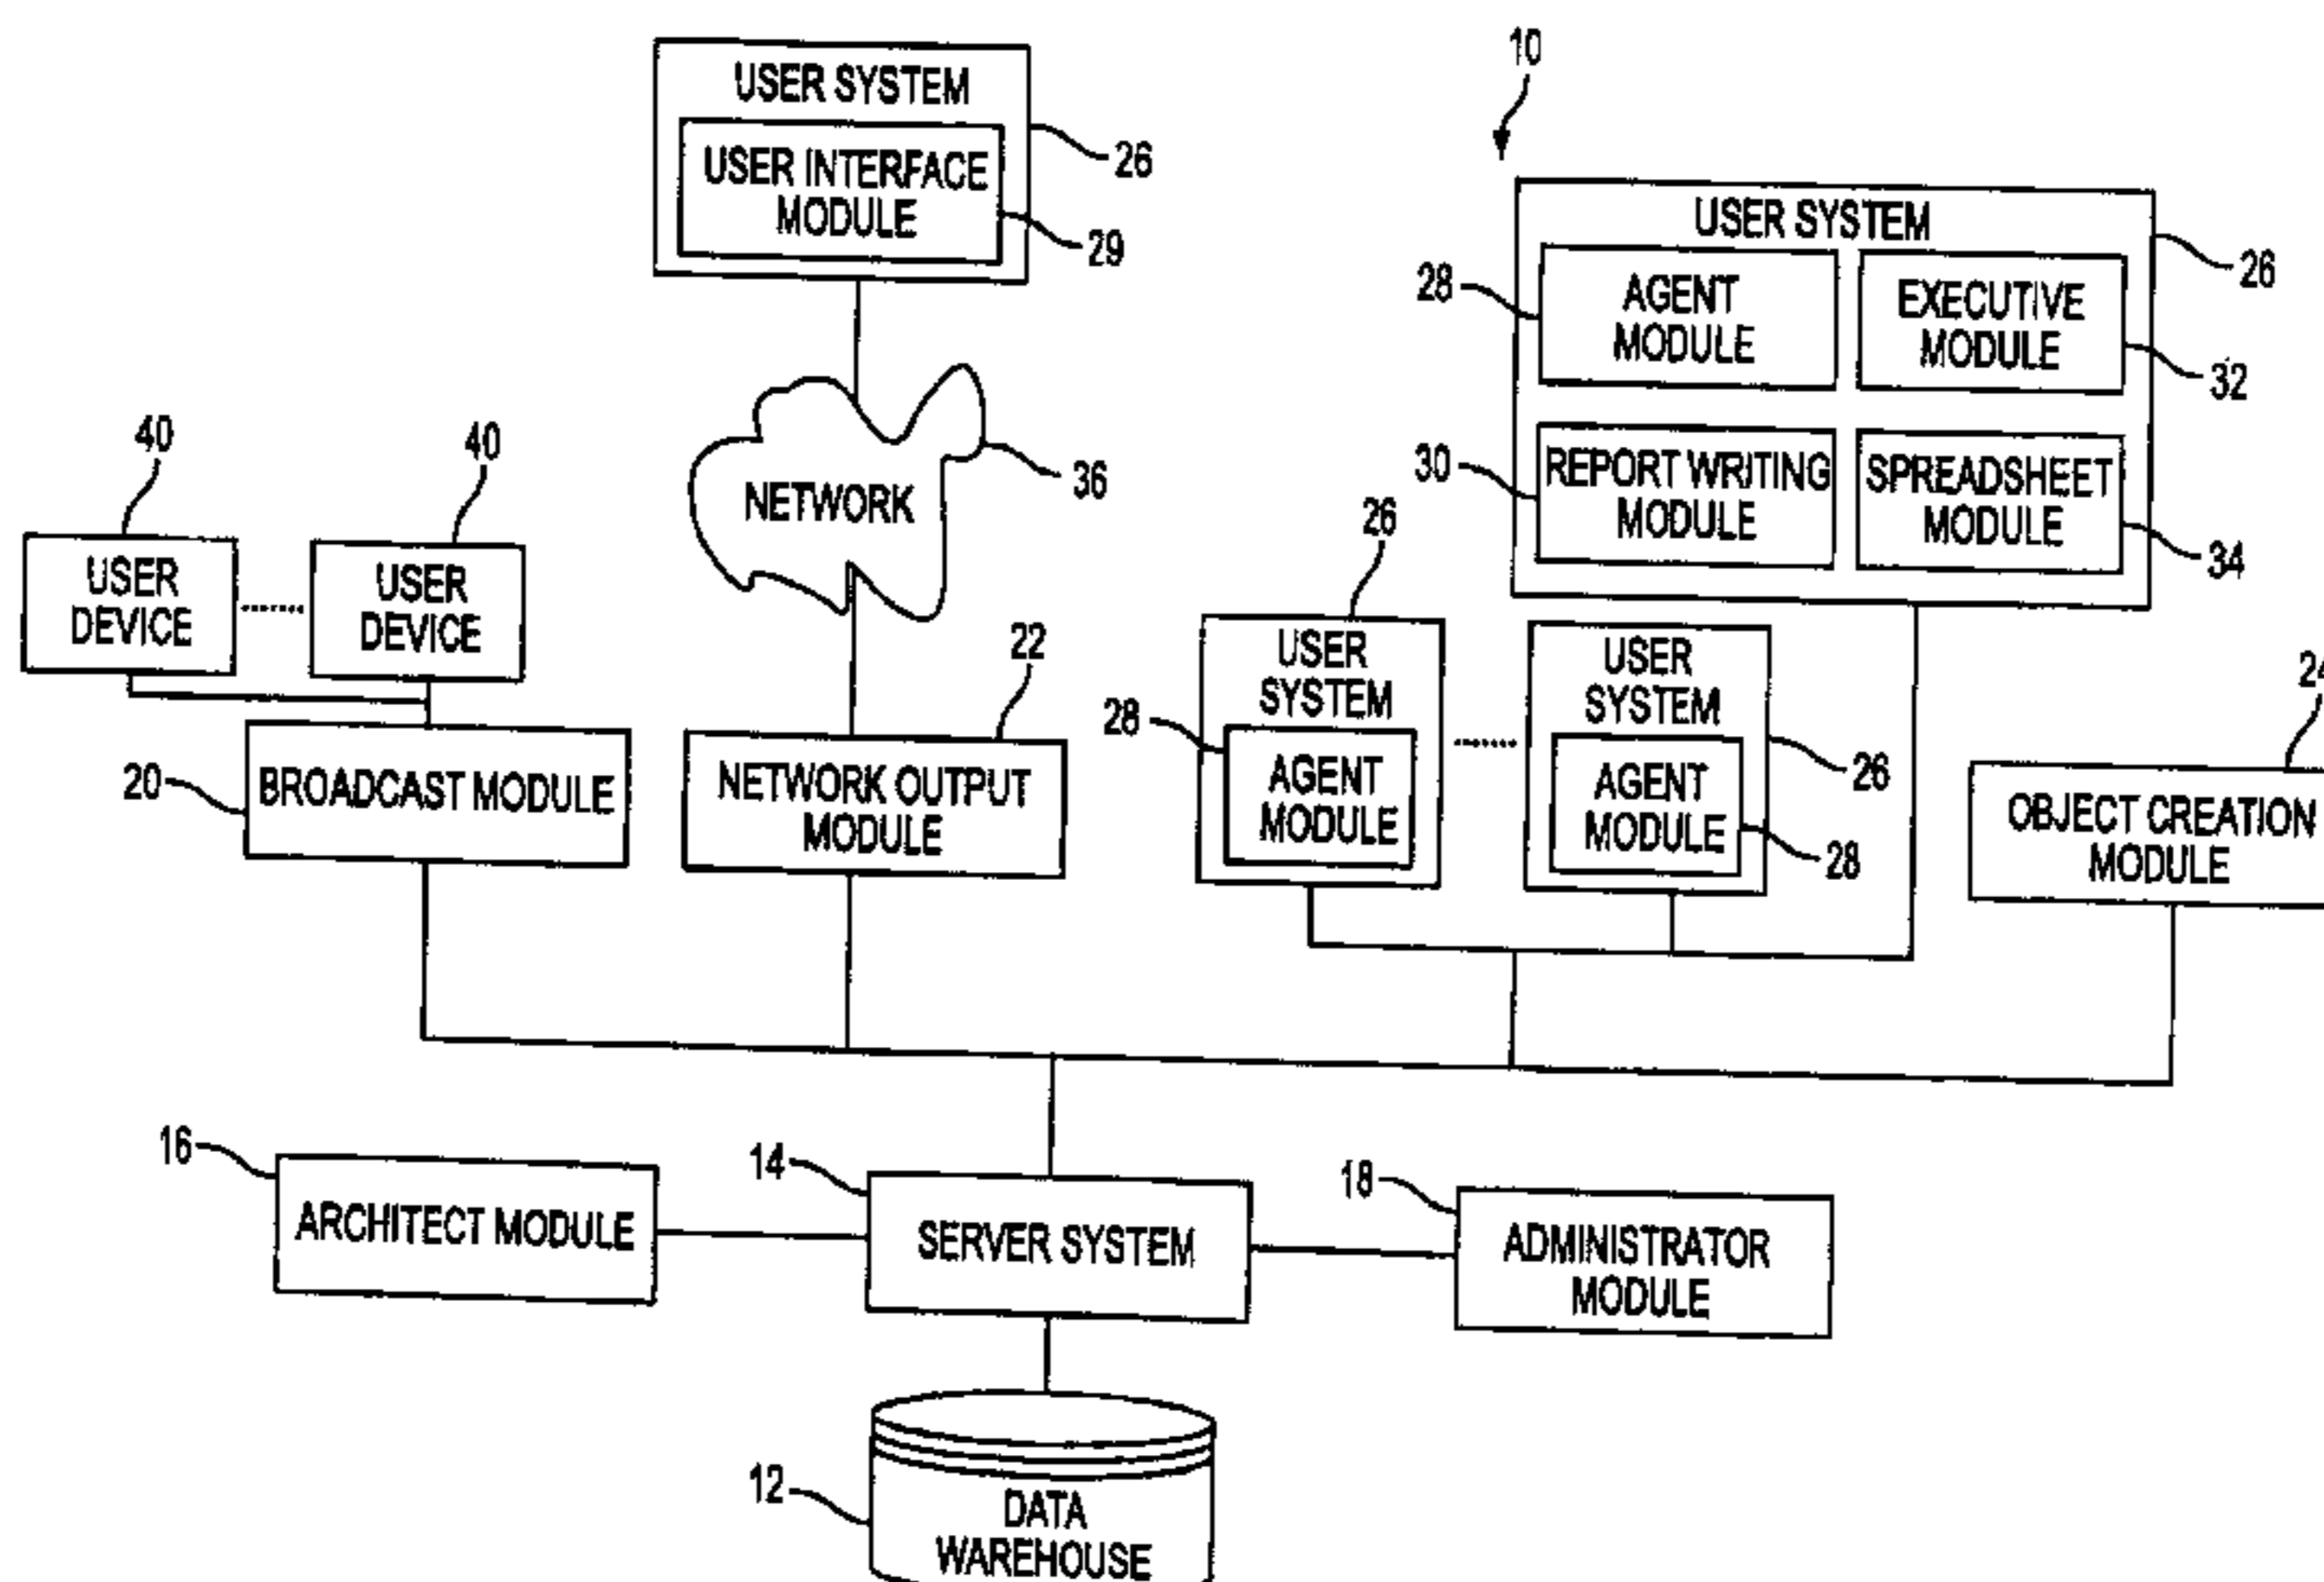 10
USER SYSTEM
USER INTERFACE
MODULE
26
29
USER SYSTEM
26
28
AGENT
MODULE
EXECUTIVE
MODULE
32
30
REPORT WRITING
MODULE
SPREADSHEET
MODULE
34
NETWORK
36
40
40
USER
DEVICE
USER
DEVICE
26
USER
SYSTEM
28
AGENT
MODULE
USER
SYSTEM
26
AGENT
MODULE
28
24
OBJECT CREATION
MODULE
20
BROADCAST MODULE
22
NETWORK OUTPUT
MODULE
16
ARCHITECT MODULE
14
SERVER SYSTEM
18
ADMINISTRATOR
MODULE
12
DATA
WAREHOUSE